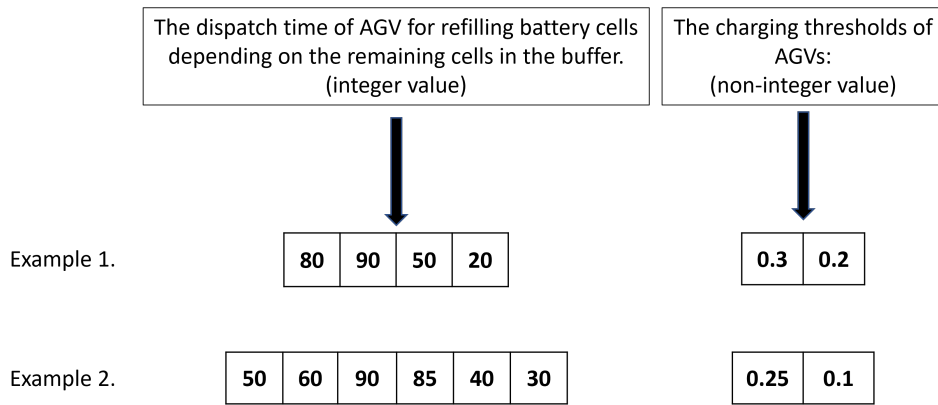 The dispatch time of AGV for refilling battery cells
depending on the remaining cells in the buffer.
(integer value)
The charging thresholds of
AGVs:
(non-integer value)
Example 1.
80 90 50 20
0.3 0.2
Example 2.
50 60 90 85 40 30
0.25 0.1